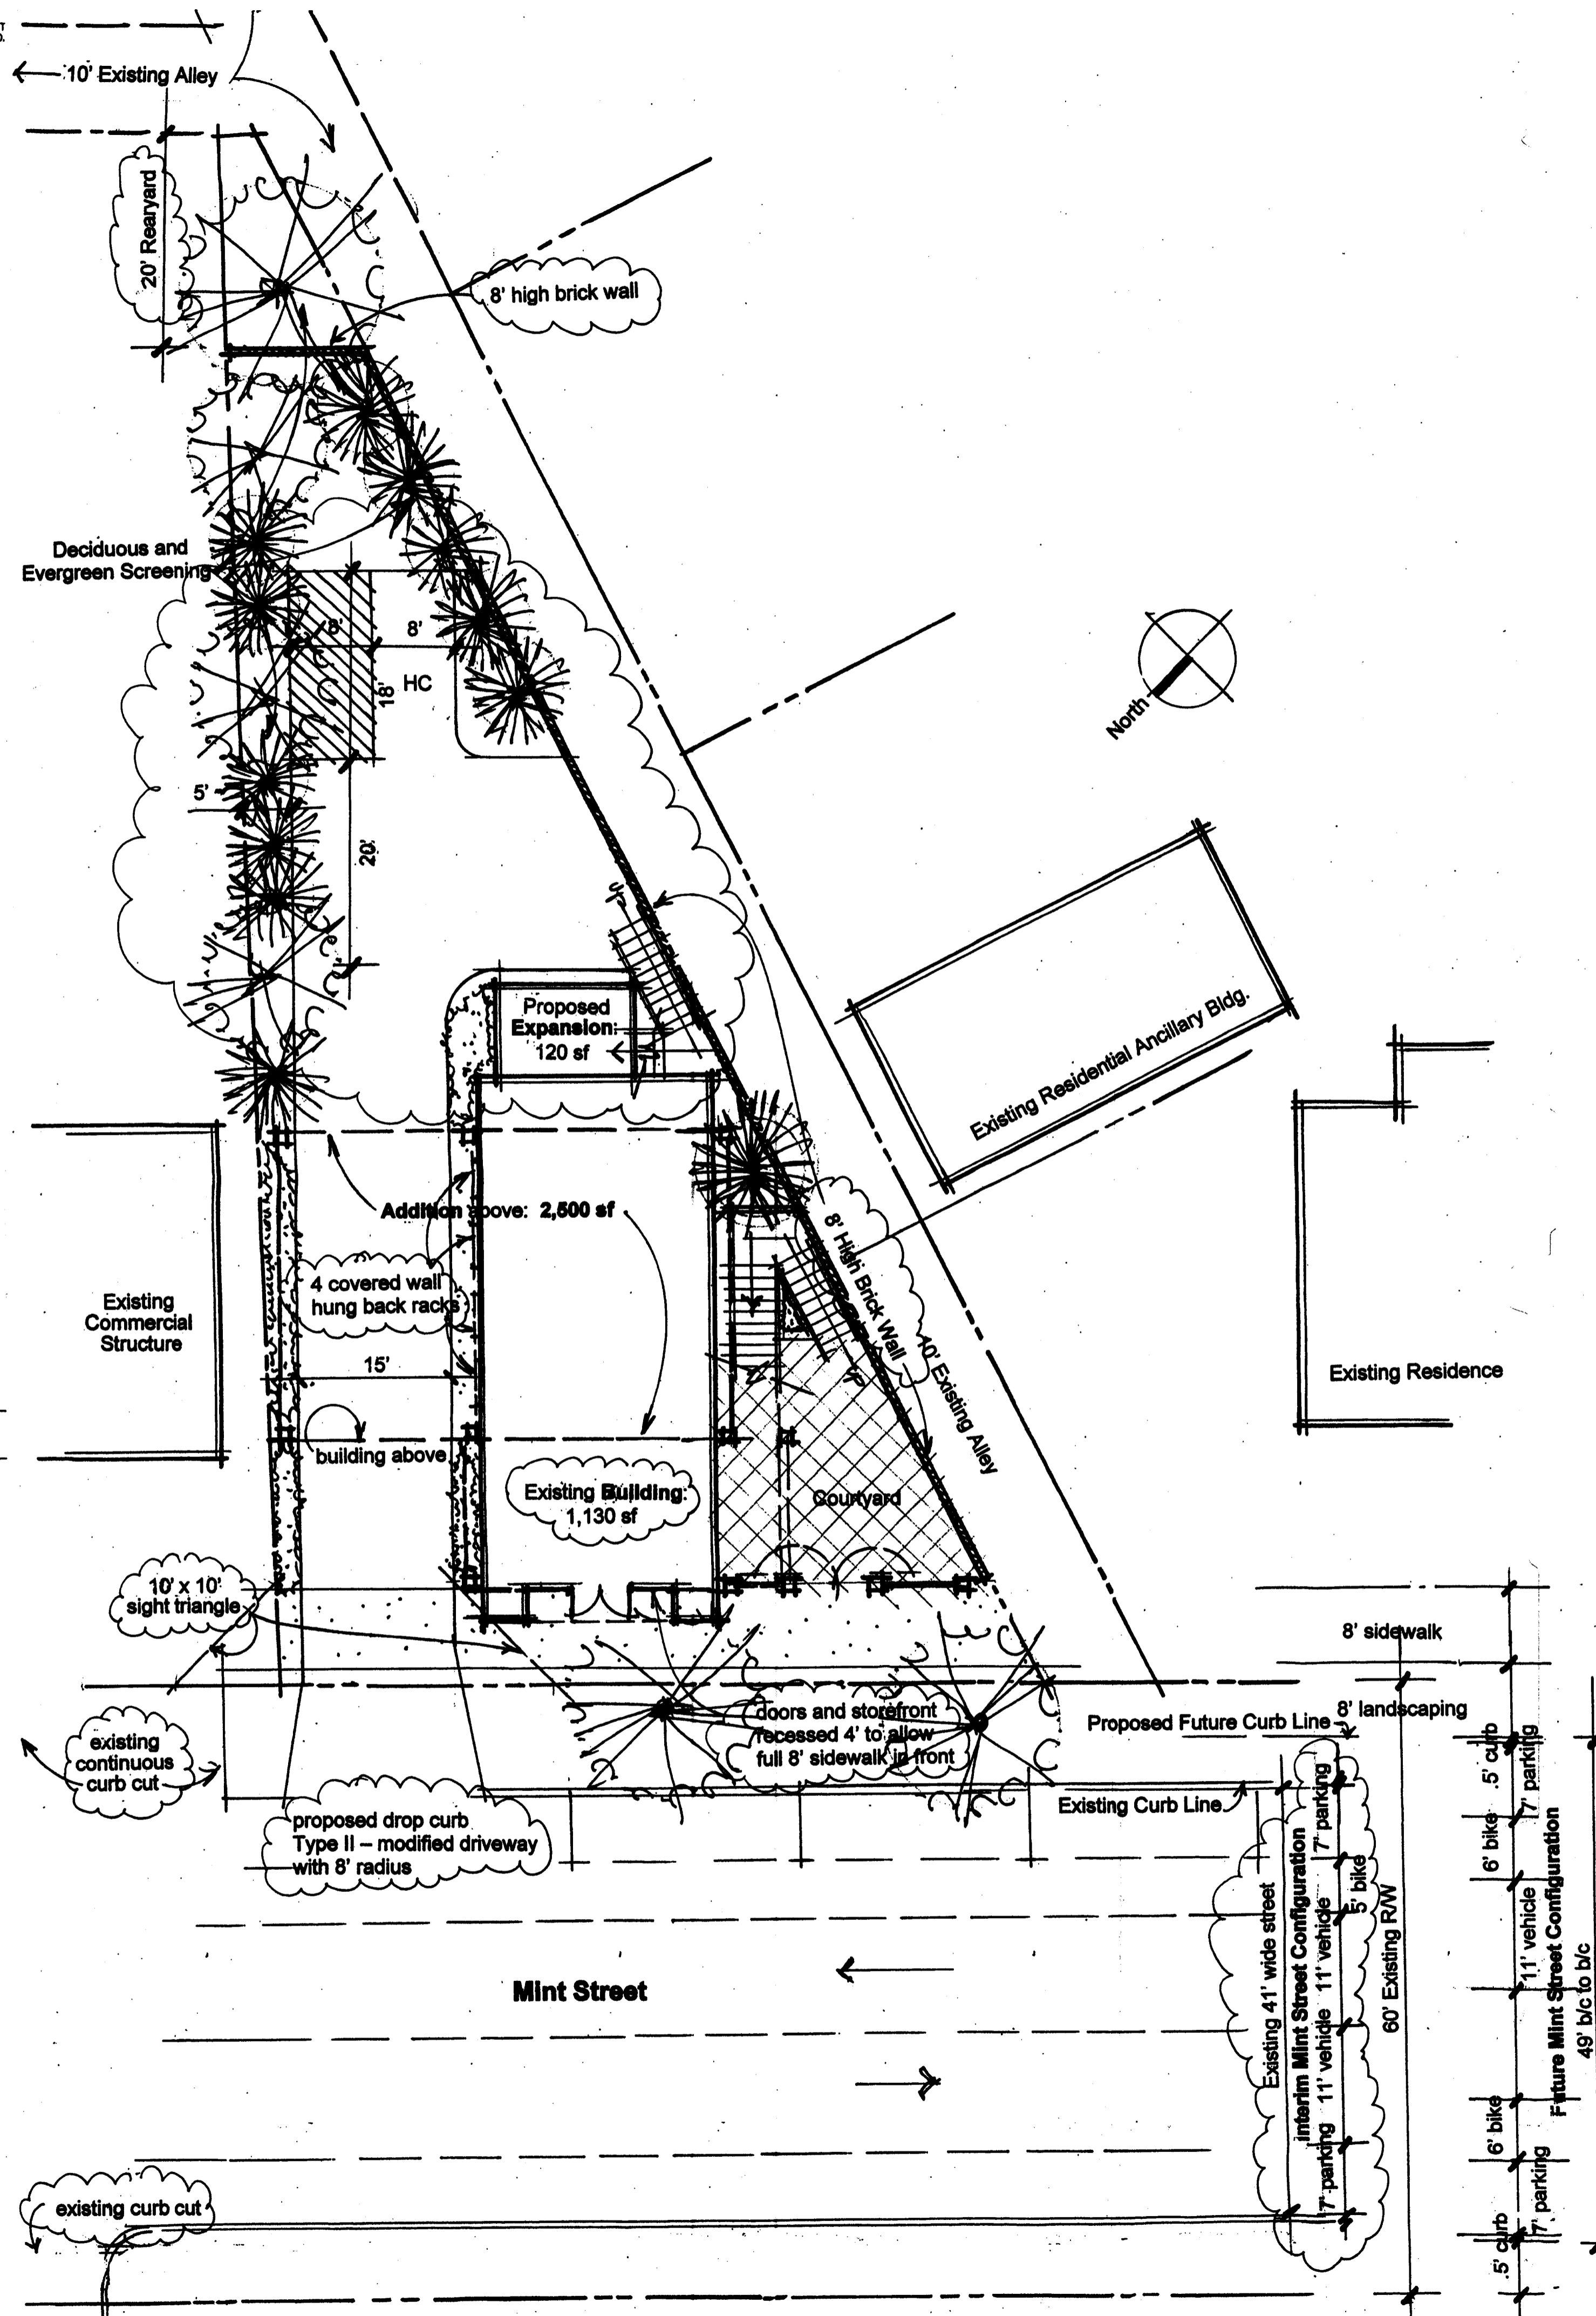 10' Existing Alley
20' Rearyard
8' high brick wall
Deciduous and
Evergreen Screening
8'
8'
18'
HC
North
5'
20'
Proposed
Expansion:
120 sf
up
Existing Residential Ancillary Bldg.
Addition above: 2,500 sf
8' High Brick Wall
4 covered wall
hung back racks
Existing
Commercial
Structure
15'
10' Existing Alley
Existing Residence
up
building above
Existing Building:
1,130 sf
Courtyard
10' x 10'
sight triangle
8' sidewalk
doors and storefront
recessed 4' to allow
full 8' sidewalk in front
8' landscaping
Proposed Future Curb Line
existing
continuous
curb cut
Existing Curb Line
proposed drop curb
Type II – modified driveway
with 8' radius
Mint Street
existing curb cut
Existing 41' wide street
Interim Mint Street Configuration
7' parking 11' vehicle 11' vehicle 7' parking
5' bike
60' Existing R/W
.5' curb 6' bike 6' bike .5' curb
7' parking 11' vehicle 7' parking
Future Mint Street Configuration
49' b/c to b/c